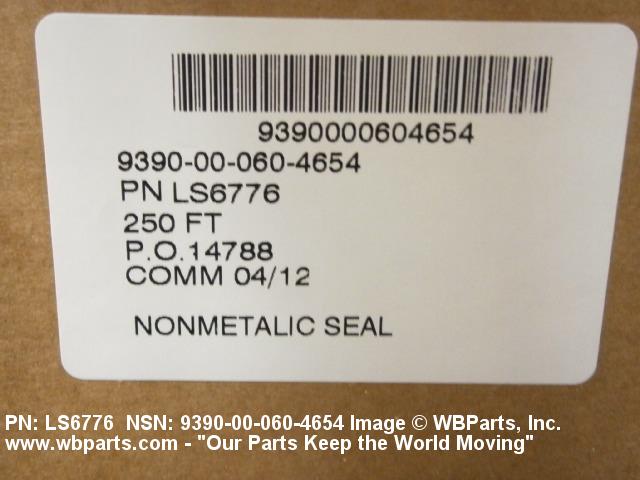 9390000604654
9390-00-060-4654
PN LS6776
250 FT
P.O.14788
COMM 04/12
NONMETALIC SEAL
PN: LS6776 NSN: 9390-00-060-4654 Image © WBParts, Inc.
www.wbparts.com - "Our Parts Keep the World Moving"